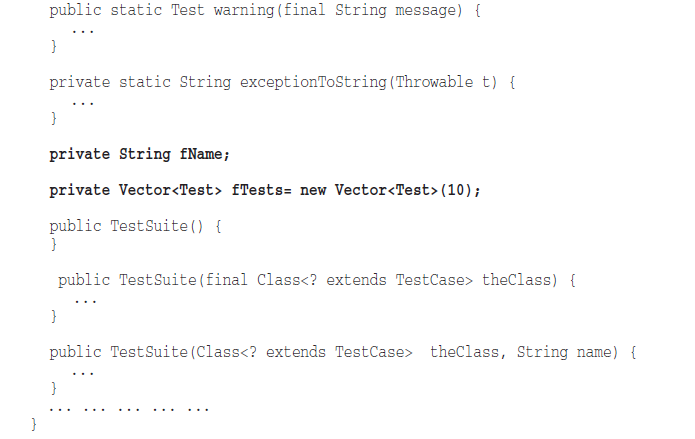 public static Test warning(final String message) {
...
}
private static String exceptionToString(Throwable t) {
...
}
private String fName;
private Vector<Test> fTests= new Vector<Test>(10);
public TestSuite() {
}
public TestSuite(final Class<? extends TestCase> theClass) {
...
}
public TestSuite(Class<? extends TestCase>  theClass, String name) {
...
}
... ... ... ... ...
}